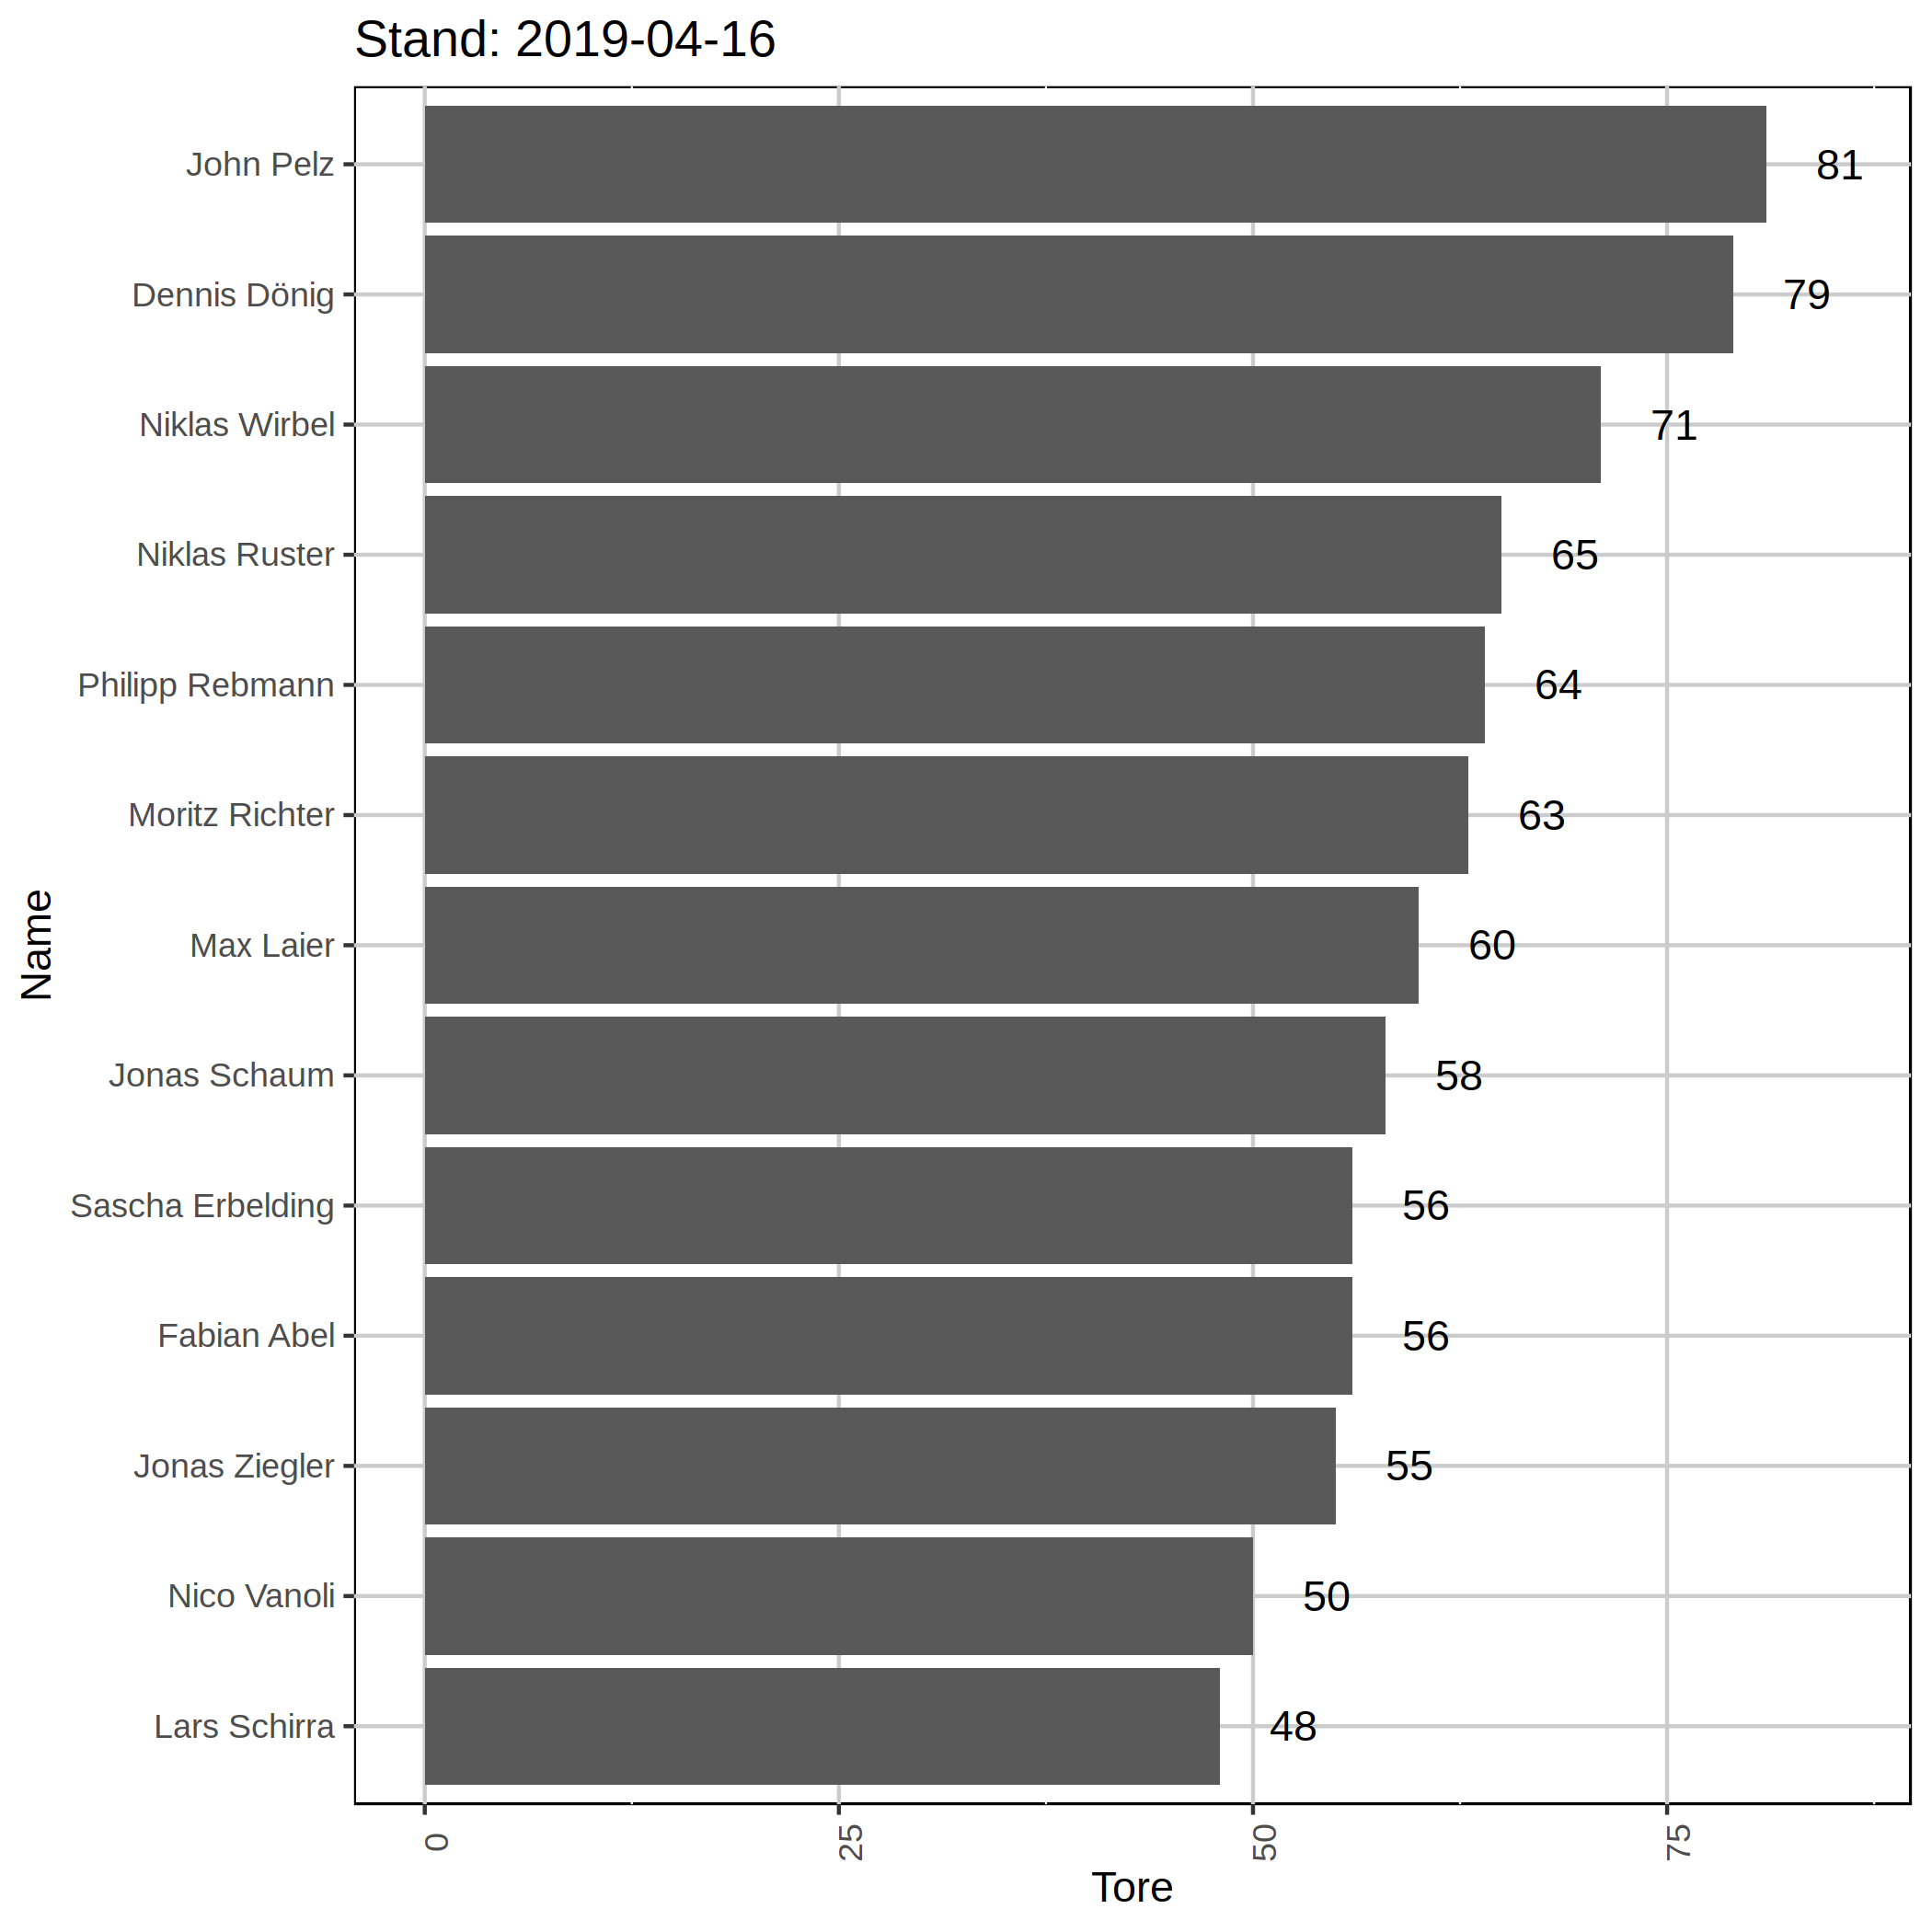 Stand: 2019-04-16
John Pelz 81
Dennis Dönig 79
Niklas Wirbel 71
Niklas Ruster 65
Philipp Rebmann 64
Moritz Richter 63
Max Laier 60
Jonas Schaum 58
Sascha Erbelding 56
Fabian Abel 56
Jonas Ziegler 55
Nico Vanoli 50
Lars Schirra 48
Name
0 25 50 75
Tore